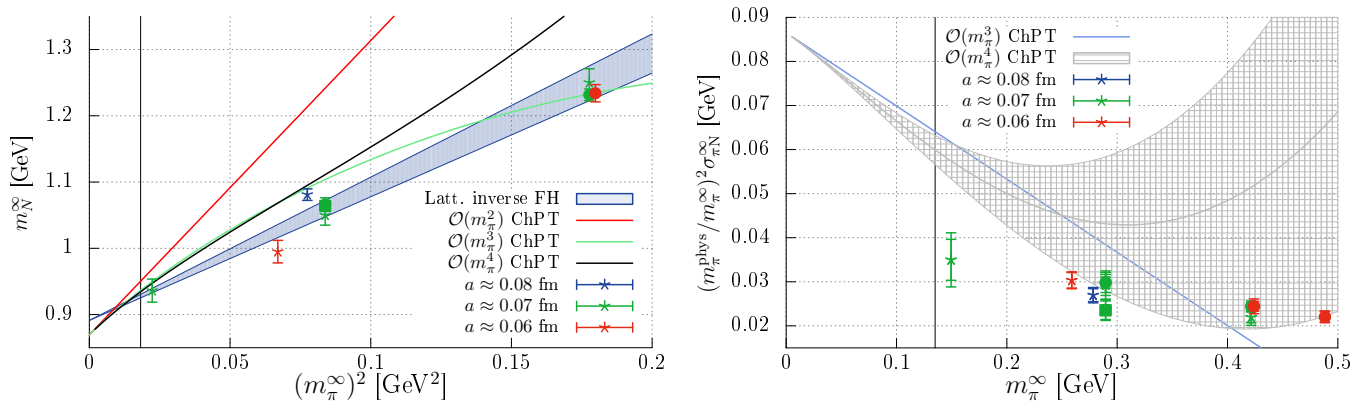 1.3
1.2
1.1
1
0.9
m_N^∞ [GeV]
0
0.05
0.1
0.15
0.2
(m_π^∞)^2 [GeV^2]
Latt. inverse FH
O(m_π^2) ChPT
O(m_π^3) ChPT
O(m_π^4) ChPT
a ≈ 0.08 fm
a ≈ 0.07 fm
a ≈ 0.06 fm
0.09
0.08
0.07
0.06
0.05
0.04
0.03
0.02
(m_π^phys/m_π^∞)^2 σ_πN^∞ [GeV]
0
0.1
0.2
0.3
0.4
0.5
m_π^∞ [GeV]
O(m_π^3) ChPT
O(m_π^4) ChPT
a ≈ 0.08 fm
a ≈ 0.07 fm
a ≈ 0.06 fm